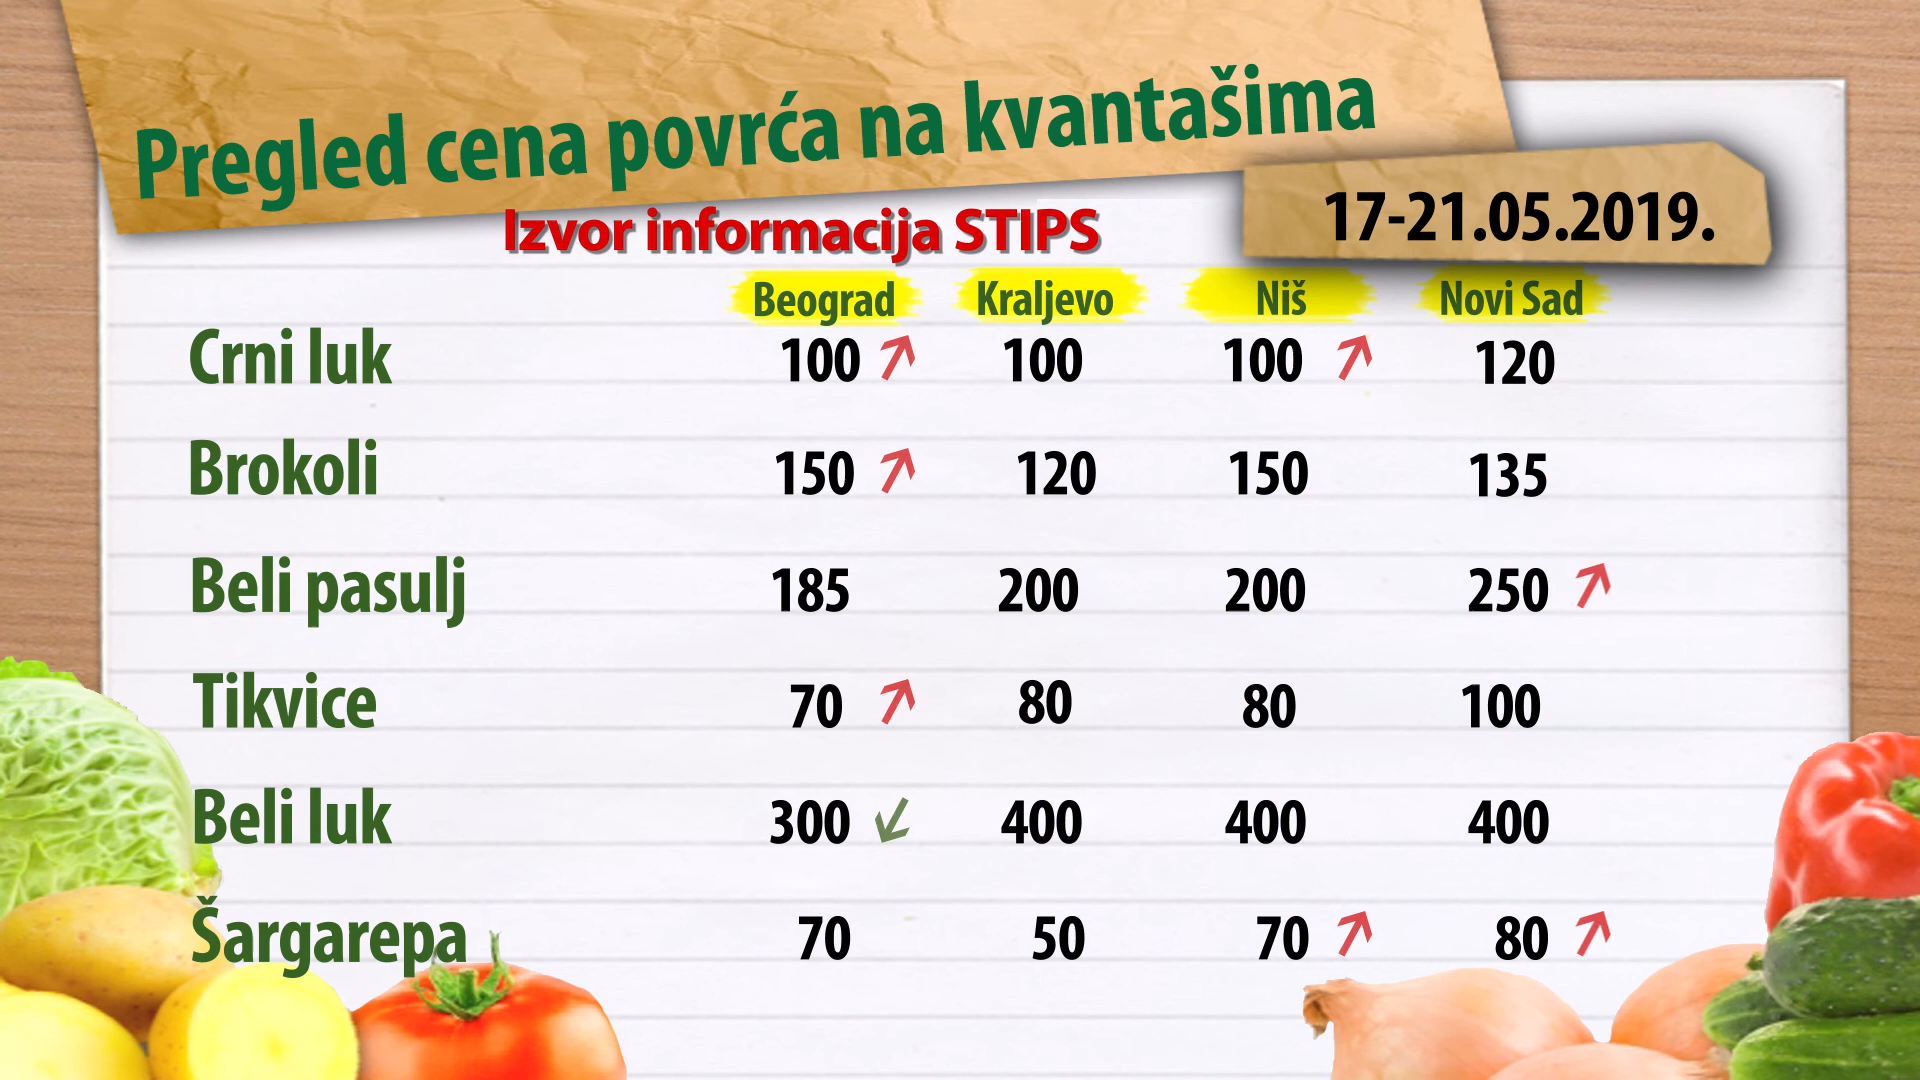 Pregled cena povrća na kvantašima
17-21.05.2019.
Izvor informacija STIPS
Beograd Kraljevo Niš Novi Sad
Crni luk 100 100 100 120
Brokoli 150 120 150 135
Beli pasulj 185 200 200 250
Tikvice 70 80 80 100
Beli luk 300 400 400 400
Šargarepa 70 50 70 80